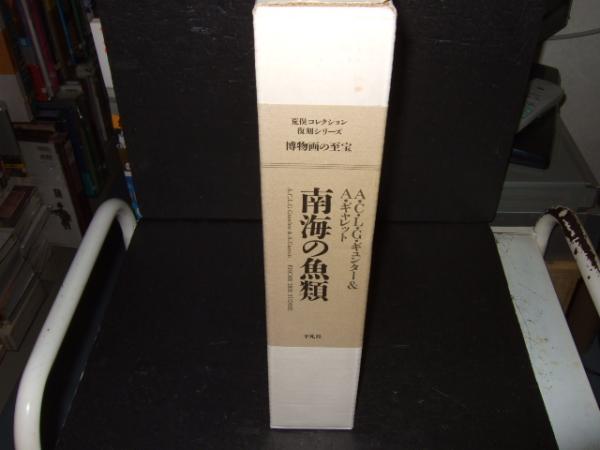 荒俣コレクション
復刻シリーズ
博物画の至宝
A・C・L・G・ギュンター&
A・ギャレット
南海の魚類
平凡社